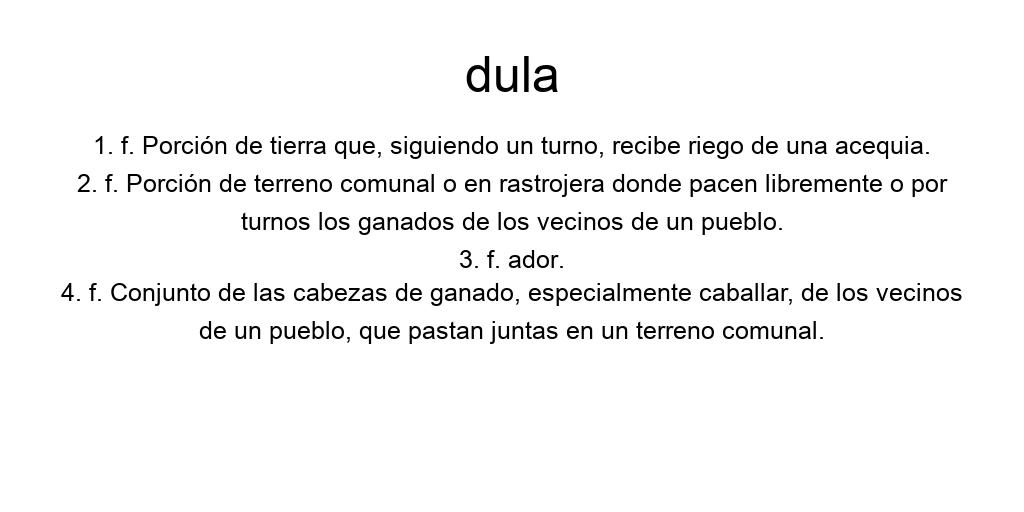 dula
1. f. Porción de tierra que, siguiendo un turno, recibe riego de una acequia.
2. f. Porción de terreno comunal o en rastrojera donde pacen libremente o por
turnos los ganados de los vecinos de un pueblo.
3. f. ador.
4. f. Conjunto de las cabezas de ganado, especialmente caballar, de los vecinos
de un pueblo, que pastan juntas en un terreno comunal.